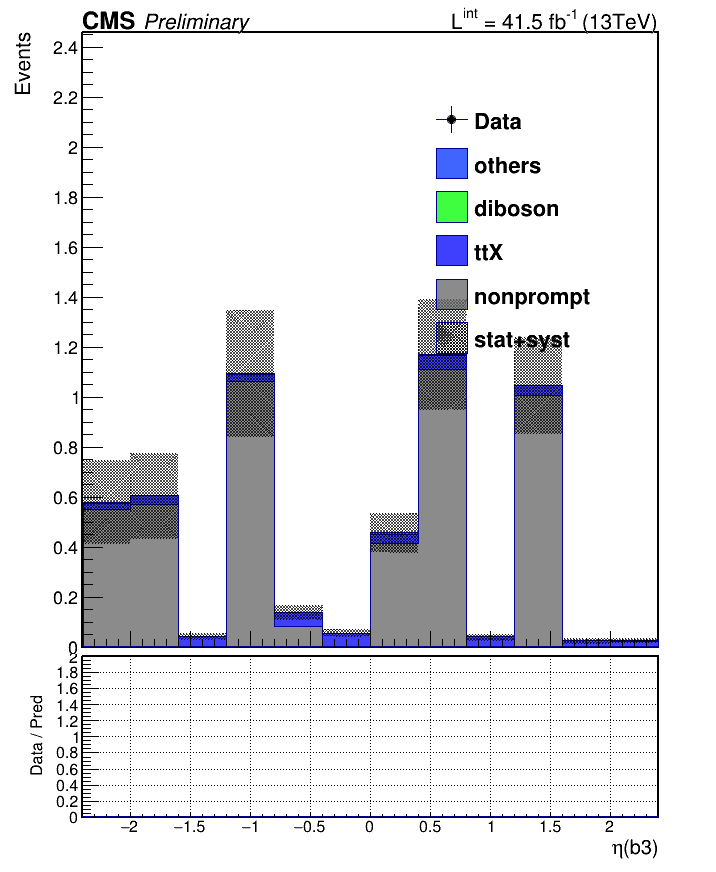 CMS Preliminary L^int = 41.5 fb^-1 (13TeV)
Events
2.4
2.2
2
1.8
1.6
1.4
1.2
1
0.8
0.6
0.4
0.2
0
Data
others
diboson
ttX
nonprompt
stat+syst
Data / Pred
2
1.8
1.6
1.4
1.2
1
0.8
0.6
0.4
0.2
0
−2 −1.5 −1 −0.5 0 0.5 1 1.5 2
η(b3)